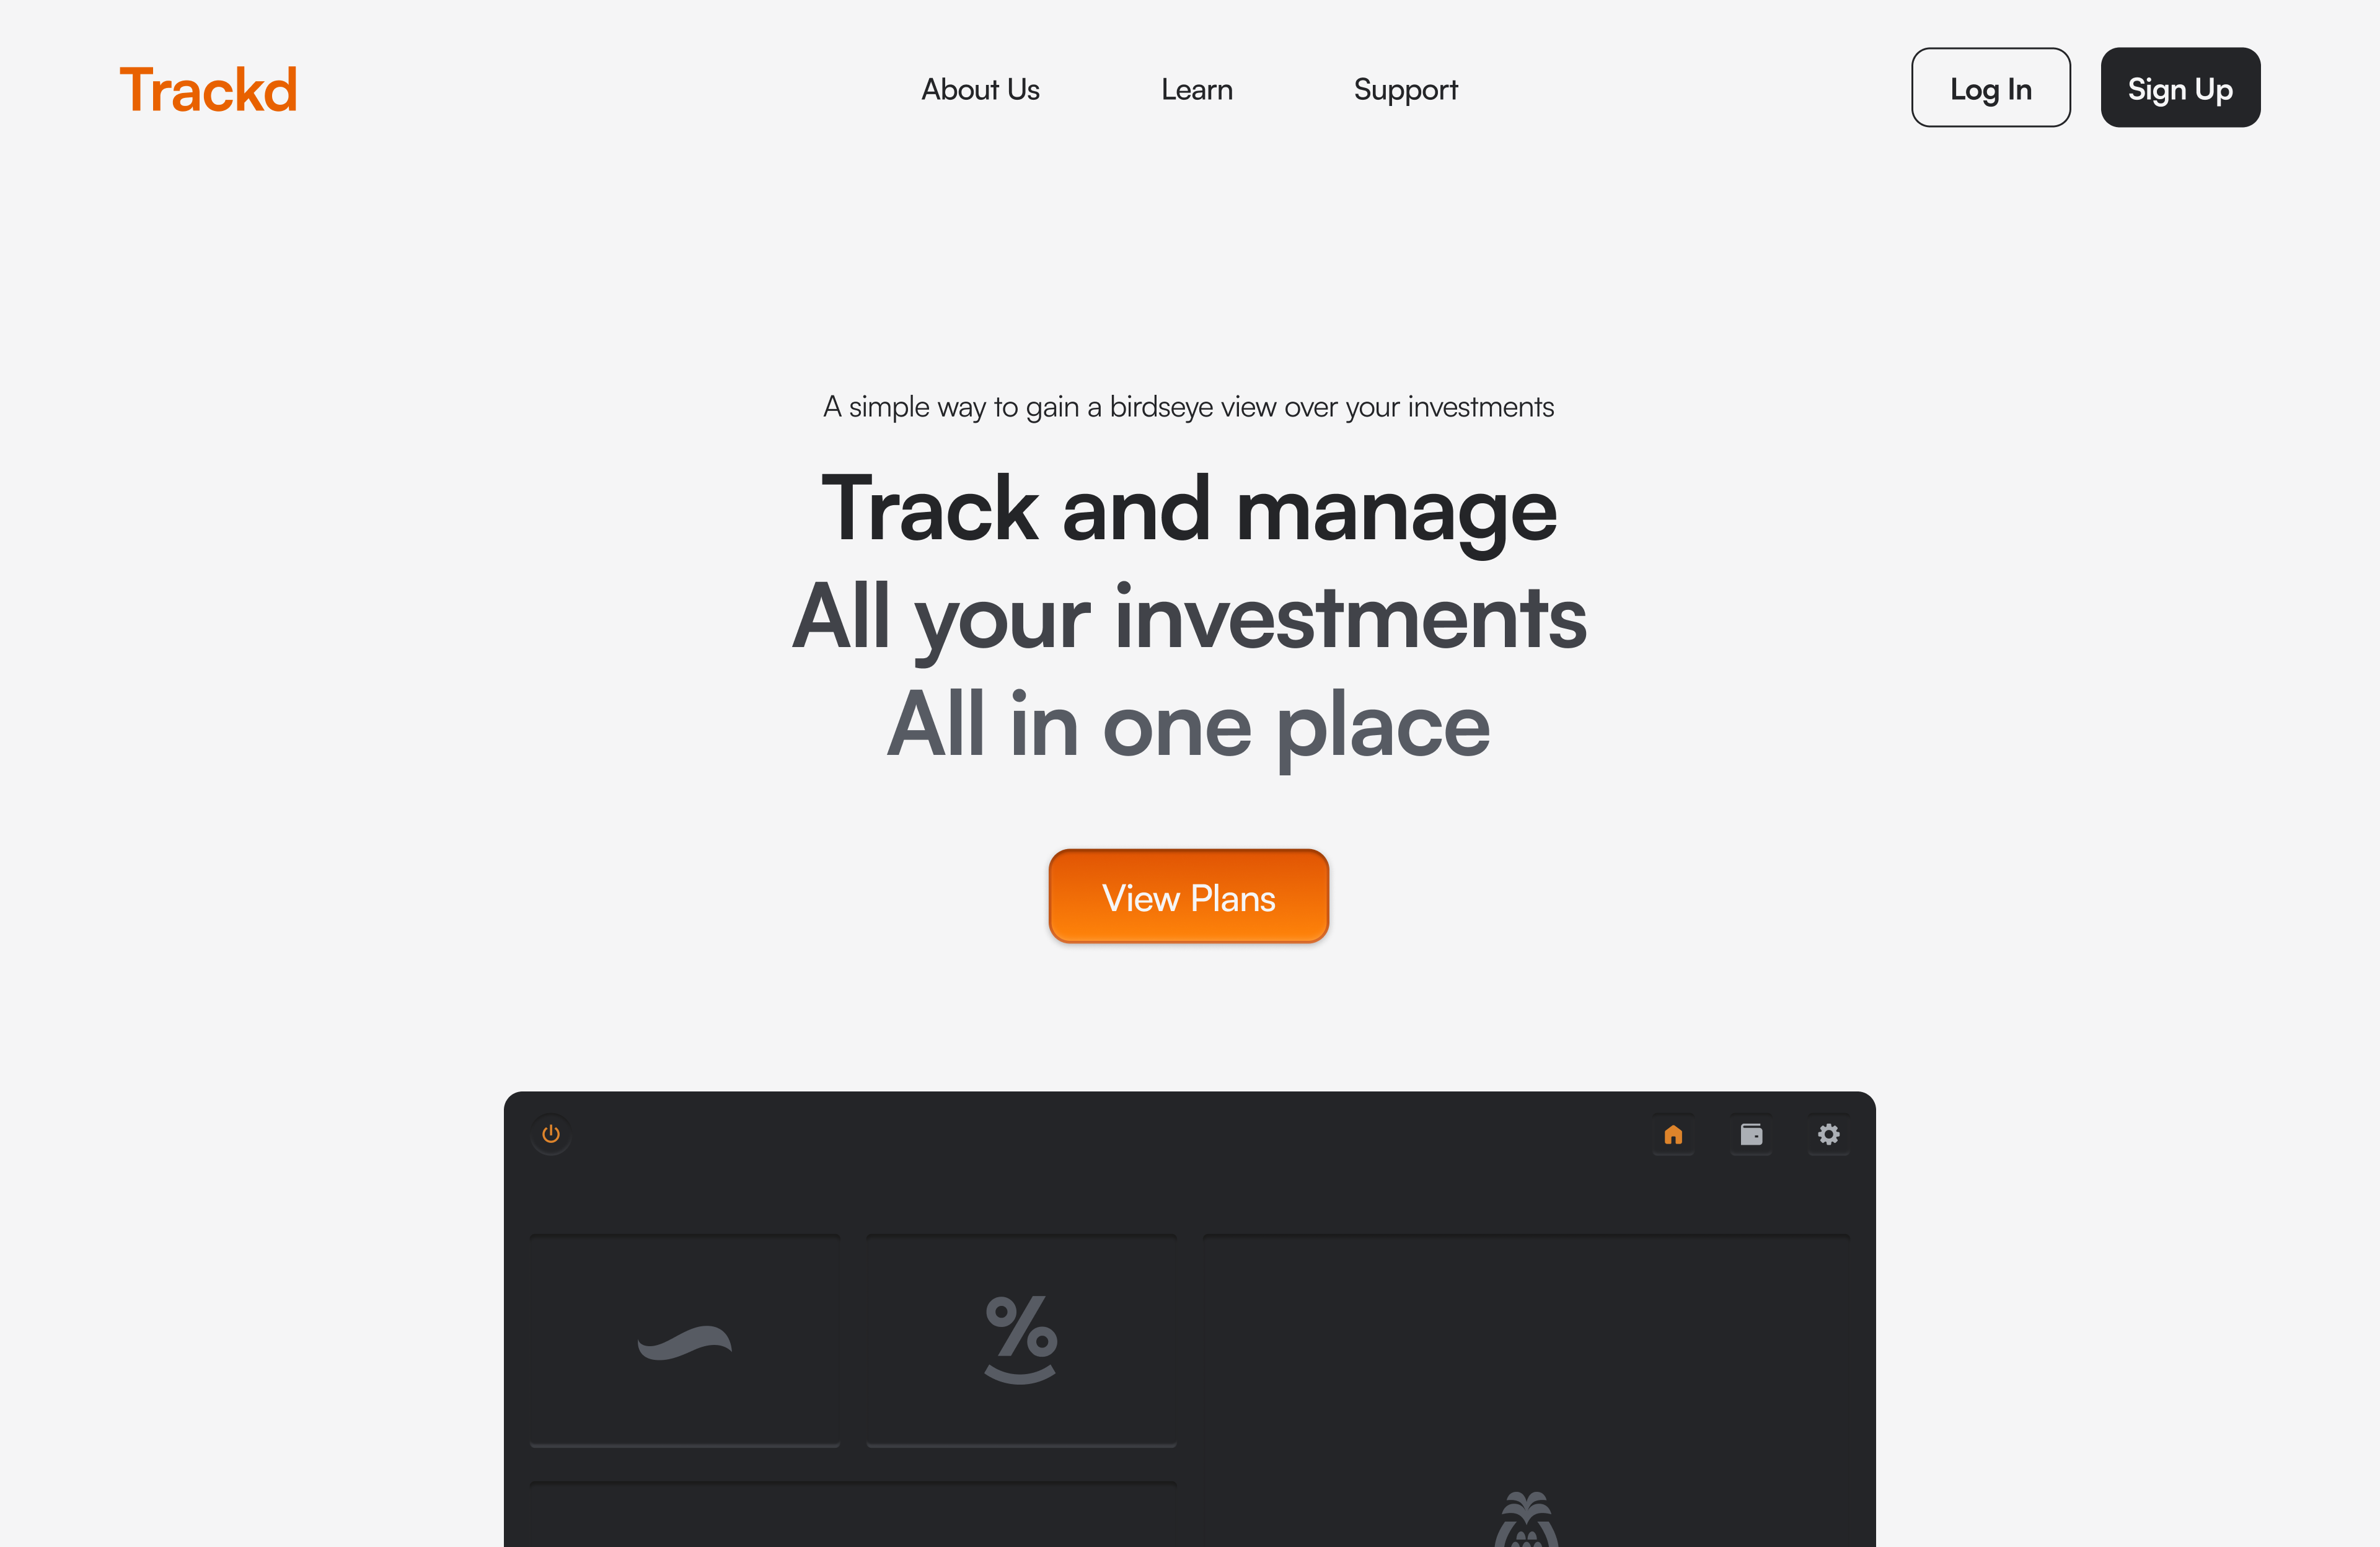 Trackd
About Us
Learn
Support
Log In
Sign Up
A simple way to gain a birdseye view over your investments
Track and manage
All your investments
All in one place
View Plans
%